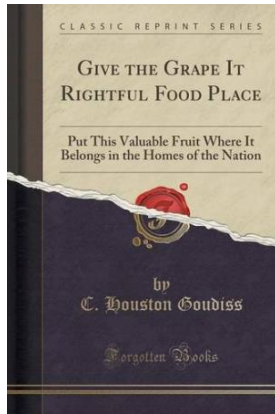 CLASSIC REPRINT SERIES
GIVE THE GRAPE IT
RIGHTFUL FOOD PLACE
Put This Valuable Fruit Where It
Belongs in the Homes of the Nation
by
C. Houston Goudiss
Forgotten Books